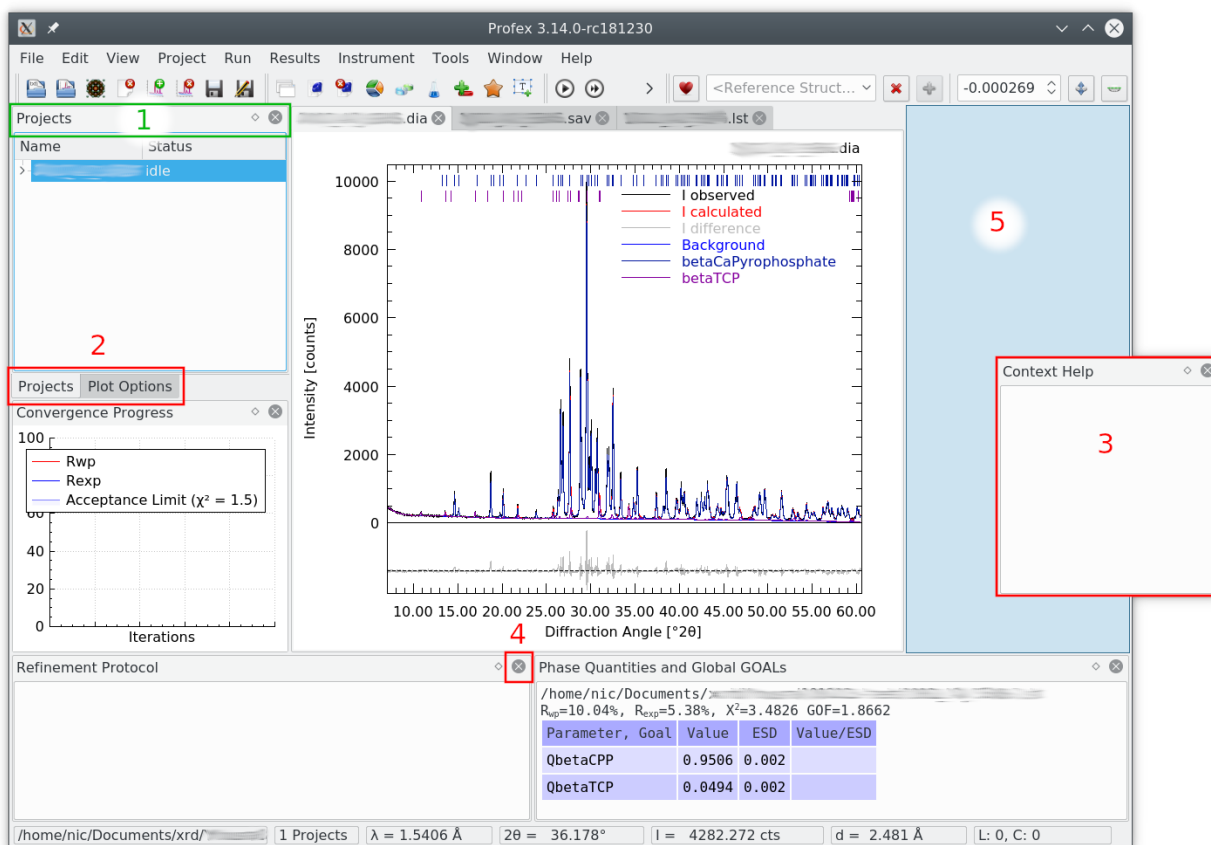 Profex 3.14.0-rc181230
File Edit View Project Run Results Instrument Tools Window Help
<Reference Struct... -0.000269
Projects 1
.dia .sav .lst
Name Status
idle
.dia
10000
8000
6000
4000
2000
0
Intensity [counts]
I observed
I calculated
I difference
Background
betaCaPyrophosphate
betaTCP
10.00 15.00 20.00 25.00 30.00 35.00 40.00 45.00 50.00 55.00 60.00
Diffraction Angle [°2θ]
5
2
Projects Plot Options
Context Help
3
Convergence Progress
100
60
40
20
0
Rwp
Rexp
Acceptance Limit (χ² = 1.5)
Iterations
4
Refinement Protocol
Phase Quantities and Global GOALs
/home/nic/Documents/
Rwp=10.04%, Rexp=5.38%, X²=3.4826 GOF=1.8662
Parameter, Goal Value ESD Value/ESD
QbetaCPP 0.9506 0.002
QbetaTCP 0.0494 0.002
/home/nic/Documents/xrd/ 1 Projects λ = 1.5406 Å 2θ = 36.178° I = 4282.272 cts d = 2.481 Å L: 0, C: 0